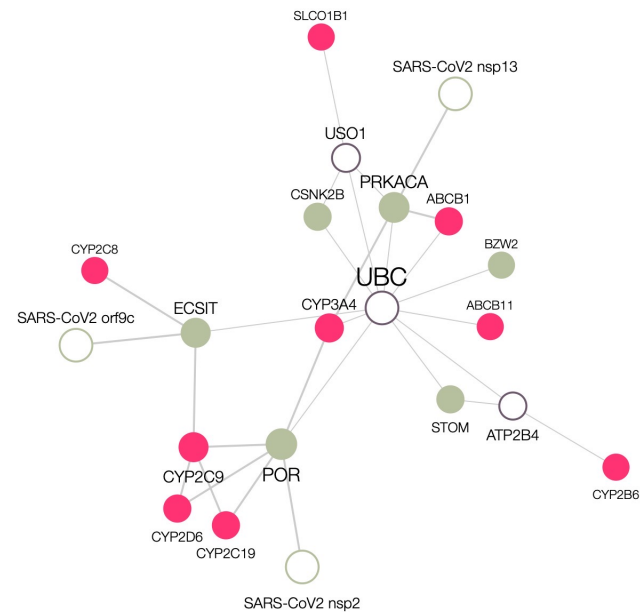 SLCO1B1
SARS-CoV2 nsp13
USO1
PRKACA
CSNK2B
ABCB1
CYP2C8
BZW2
UBC
ECSIT
CYP3A4
ABCB11
SARS-CoV2 orf9c
STOM
ATP2B4
CYP2C9
POR
CYP2B6
CYP2D6
CYP2C19
SARS-CoV2 nsp2